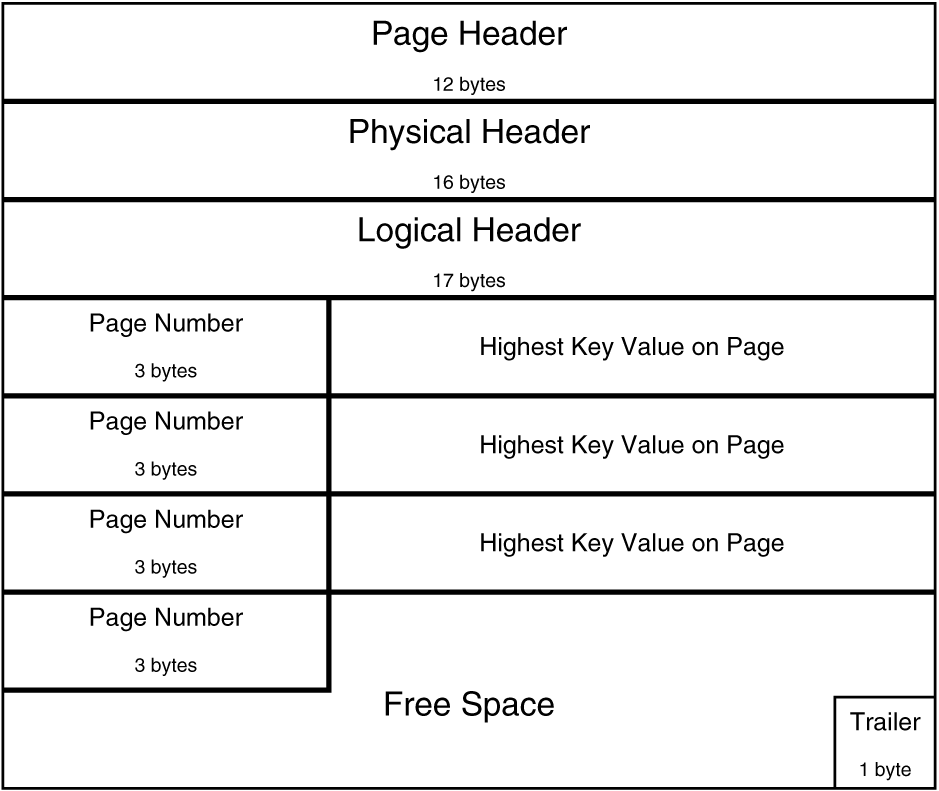 Page Header
12 bytes
Physical Header
16 bytes
Logical Header
17 bytes
Page Number
3 bytes
Highest Key Value on Page
Page Number
3 bytes
Highest Key Value on Page
Page Number
3 bytes
Highest Key Value on Page
Page Number
3 bytes
Free Space
Trailer
1 byte